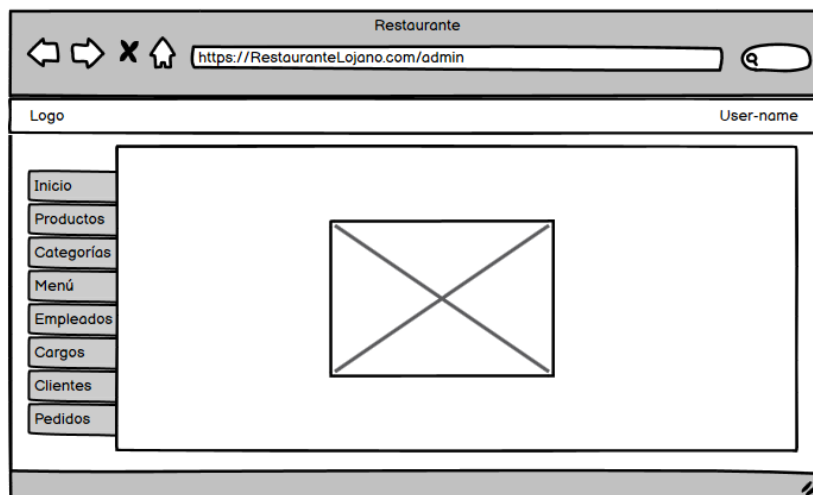 Restaurante
https://RestauranteLojano.com/admin
Logo
User-name
Inicio
Productos
Categorías
Menú
Empleados
Cargos
Clientes
Pedidos